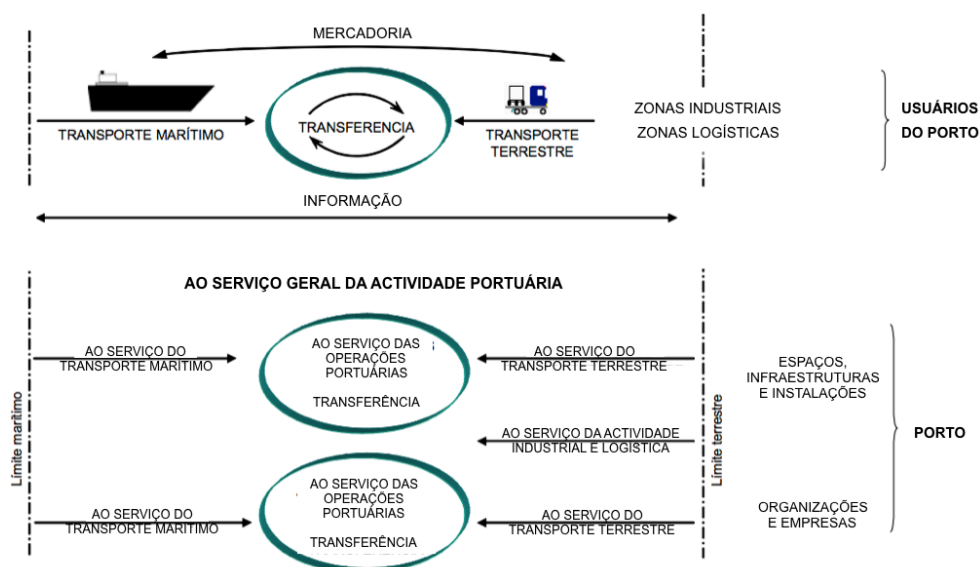 MERCADORIA
TRANSPORTE MARÍTIMO
TRANSFERENCIA
TRANSPORTE
TERRESTRE
ZONAS INDUSTRIAIS
ZONAS LOGÍSTICAS
USUÁRIOS
DO PORTO
INFORMAÇÃO
AO SERVIÇO GERAL DA ACTIVIDADE PORTUÁRIA
Límite marítimo
AO SERVIÇO DO
TRANSPORTE MARÍTIMO
AO SERVIÇO DAS
OPERAÇÕES
PORTUÁRIAS
TRANSFERÊNCIA
AO SERVIÇO DO
TRANSPORTE TERRESTRE
AO SERVIÇO DA ACTIVIDADE
INDUSTRIAL E LOGÍSTICA
AO SERVIÇO DO
TRANSPORTE MARÍTIMO
AO SERVIÇO DAS
OPERAÇÕES
PORTUÁRIAS
TRANSFERÊNCIA
AO SERVIÇO DO
TRANSPORTE TERRESTRE
Límite terrestre
ESPAÇOS,
INFRAESTRUTURAS
E INSTALAÇÕES
ORGANIZAÇÕES
E EMPRESAS
PORTO